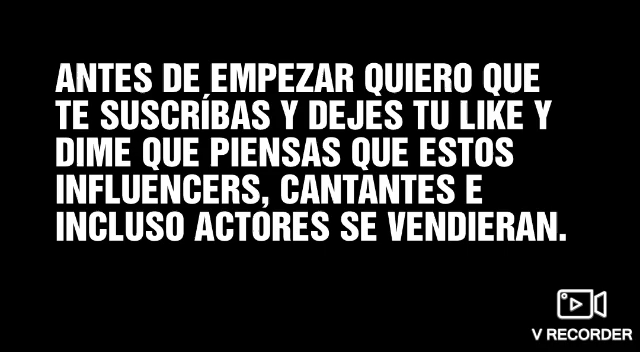 ANTES DE EMPEZAR QUIERO QUE
TE SUSCRÍBAS Y DEJES TU LIKE Y
DIME QUE PIENSAS QUE ESTOS
INFLUENCERS, CANTANTES E
INCLUSO ACTORES SE VENDIERAN.
V RECORDER